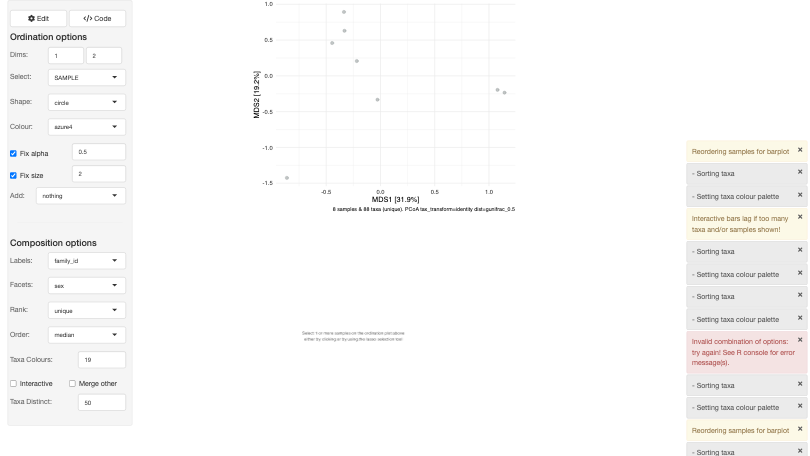 Edit
Code
Ordination options
Dims: 1 2
Select: SAMPLE
Shape: circle
Colour: azure4
Fix alpha 0.5
Fix size 2
Add: nothing
Composition options
Labels: family_id
Facets: sex
Rank: unique
Order: median
Taxa Colours: 19
Interactive
Merge other
Taxa Distinct: 50
1.0
0.5
0.0
-0.5
-1.0
-1.5
MDS2 [19.2%]
-0.5 0.0 0.5 1.0
MDS1 [31.9%]
8 samples & 88 taxa (unique). PCoA tax_transform=identity dist=gunifrac_0.5
Select 1 or more samples on the ordination plot above
either by clicking or by using the lasso selection tool
Reordering samples for barplot ×
- Sorting taxa ×
- Setting taxa colour palette ×
Interactive bars lag if too many ×
taxa and/or samples shown!
- Sorting taxa ×
- Setting taxa colour palette ×
- Sorting taxa ×
- Setting taxa colour palette ×
Invalid combination of options: ×
try again! See R console for error
message(s).
- Sorting taxa ×
- Setting taxa colour palette ×
Reordering samples for barplot ×
- Sorting taxa ×